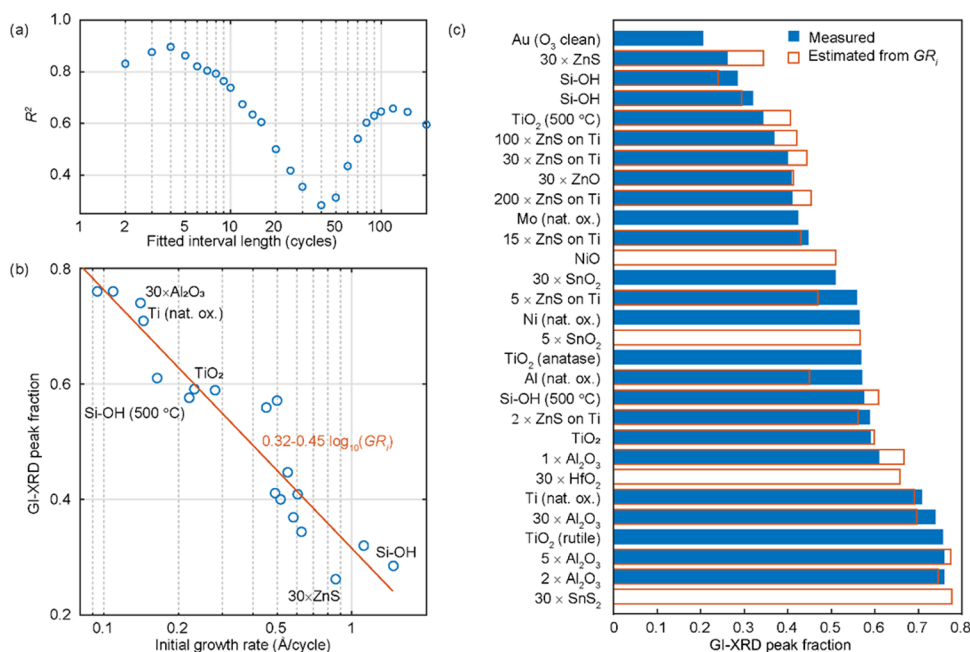 (a)
1.0
0.8
0.6
0.4
R²
1
2
5
10
20
50
100
Fitted interval length (cycles)
(b)
0.8
0.6
0.4
0.2
GI-XRD peak fraction
30×Al₂O₃
Ti (nat. ox.)
TiO₂
Si-OH (500 °C)
0.32-0.45 log₁₀(GRᵢ)
Si-OH
30×ZnS
0.1
0.2
0.5
1
Initial growth rate (Å/cycle)
(c)
Measured
Estimated from GRᵢ
Au (O₃ clean)
30 × ZnS
Si-OH
Si-OH
TiO₂ (500 °C)
100 × ZnS on Ti
30 × ZnS on Ti
30 × ZnO
200 × ZnS on Ti
Mo (nat. ox.)
15 × ZnS on Ti
NiO
30 × SnO₂
5 × ZnS on Ti
Ni (nat. ox.)
5 × SnO₂
TiO₂ (anatase)
Al (nat. ox.)
Si-OH (500 °C)
2 × ZnS on Ti
TiO₂
1 × Al₂O₃
30 × HfO₂
Ti (nat. ox.)
30 × Al₂O₃
TiO₂ (rutile)
5 × Al₂O₃
2 × Al₂O₃
30 × SnS₂
0
0.1
0.2
0.3
0.4
0.5
0.6
0.7
0.8
GI-XRD peak fraction